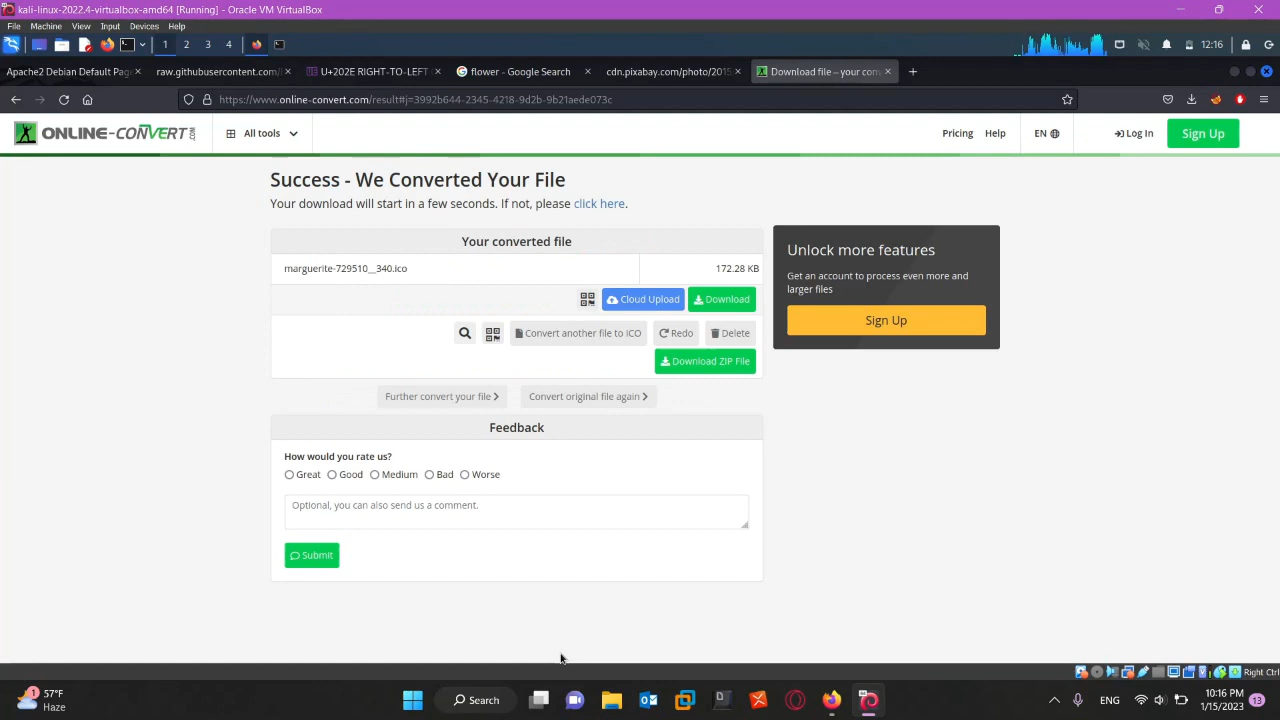 kali-linux-2022.4-virtualbox-amd64 [Running] - Oracle VM VirtualBox
File Machine View Input Devices Help
1 2 3 4 12:16
Apache2 Debian Default Page raw.githubusercontent.com/ U+202E RIGHT-TO-LEFT flower - Google Search cdn.pixabay.com/photo/2015 Download file – your con
https://www.online-convert.com/result#j=3992b644-2345-4218-9d2b-9b21aede073c
ONLINE-CONVERT.COM All tools Pricing Help EN Log In Sign Up
Success - We Converted Your File
Your download will start in a few seconds. If not, please click here.
Your converted file
marguerite-729510__340.ico 172.28 KB
Cloud Upload Download
Convert another file to ICO Redo Delete
Download ZIP File
Further convert your file Convert original file again
Unlock more features
Get an account to process even more and
larger files
Sign Up
Feedback
How would you rate us?
Great Good Medium Bad Worse
Optional, you can also send us a comment.
Submit
Right Ctrl
1 57°F
Haze
Search
ENG
10:16 PM
1/15/2023
13